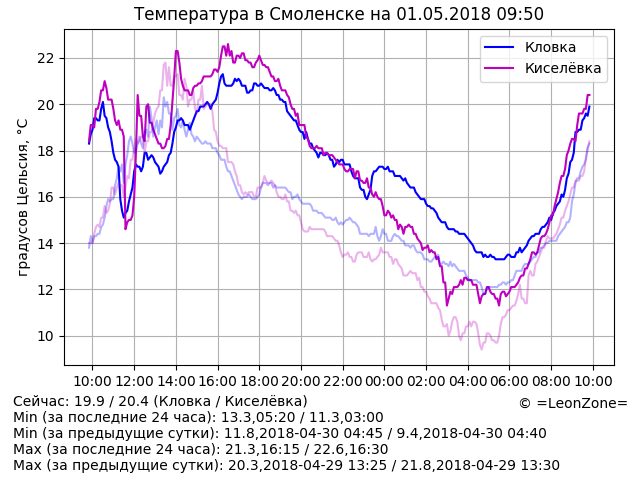 Температура в Смоленске на 01.05.2018 09:50
Кловка
Киселёвка
градусов Цельсия, °C
22
20
18
16
14
12
10
10:00 12:00 14:00 16:00 18:00 20:00 22:00 00:00 02:00 04:00 06:00 08:00 10:00
Сейчас: 19.9 / 20.4 (Кловка / Киселёвка)
© =LeonZone=
Min (за последние 24 часа): 13.3,05:20 / 11.3,03:00
Min (за предыдущие сутки): 11.8,2018-04-30 04:45 / 9.4,2018-04-30 04:40
Max (за последние 24 часа): 21.3,16:15 / 22.6,16:30
Max (за предыдущие сутки): 20.3,2018-04-29 13:25 / 21.8,2018-04-29 13:30